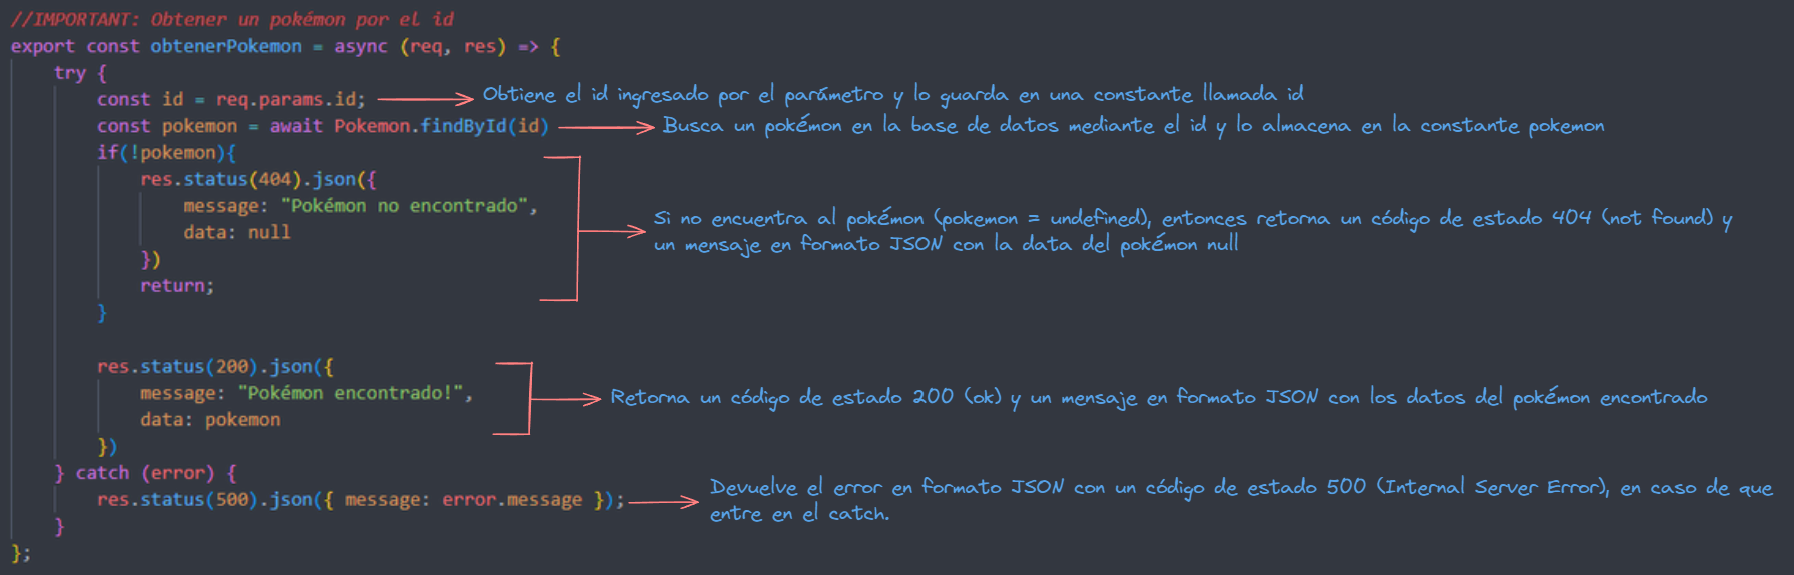 //IMPORTANT: Obtener un pokémon por el id
export const obtenerPokemon = async (req, res) => {
try {
const id = req.params.id;
Obtiene el id ingresado por el parámetro y lo guarda en una constante llamada id
const pokemon = await Pokemon.findById(id)
Busca un pokémon en la base de datos mediante el id y lo almacena en la constante pokemon
if(!pokemon){
res.status(404).json({
message: "Pokémon no encontrado",
data: null
})
return;
}
Si no encuentra al pokémon (pokemon = undefined), entonces retorna un código de estado 404 (not found) y
un mensaje en formato JSON con la data del pokémon null
res.status(200).json({
message: "Pokémon encontrado!",
data: pokemon
})
Retorna un código de estado 200 (ok) y un mensaje en formato JSON con los datos del pokémon encontrado
} catch (error) {
res.status(500).json({ message: error.message });
Devuelve el error en formato JSON con un código de estado 500 (Internal Server Error), en caso de que
entre en el catch.
}
};